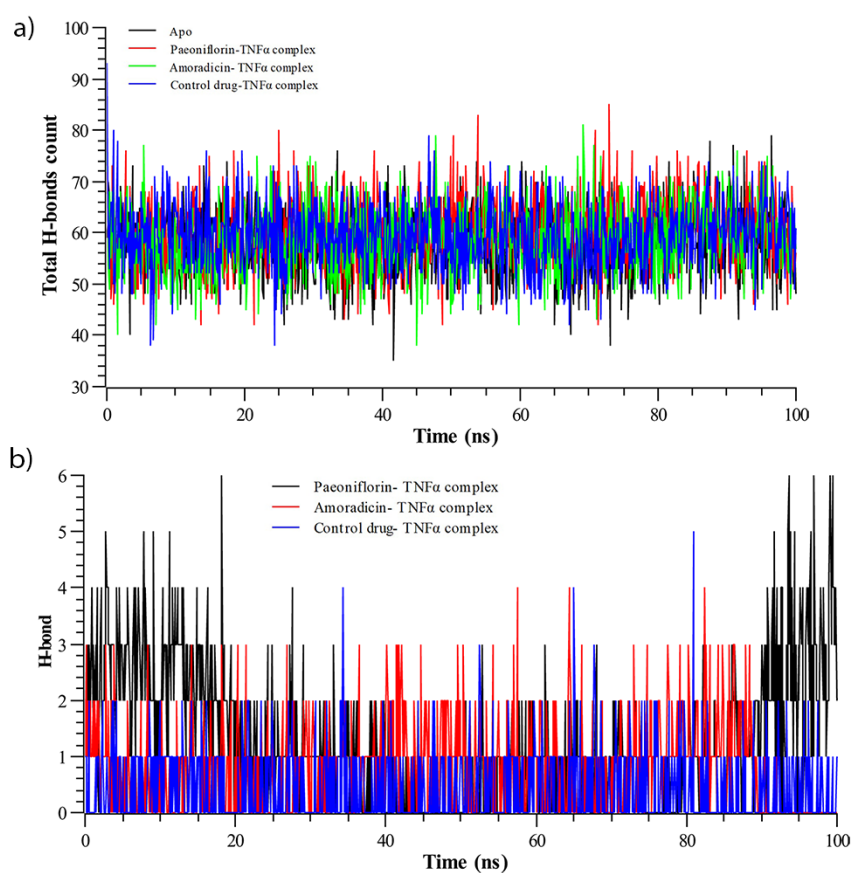 a)
Total H-bonds count
100
90
80
70
60
50
40
30
Apo
Paeoniflorin-TNFα complex
Amoradicin- TNFα complex
Control drug-TNFα complex
0 20 40 60 80 100
Time (ns)
b)
H-bond
6
5
4
3
2
1
0
Paeoniflorin- TNFα complex
Amoradicin- TNFα complex
Control drug- TNFα complex
0 20 40 60 80 100
Time (ns)